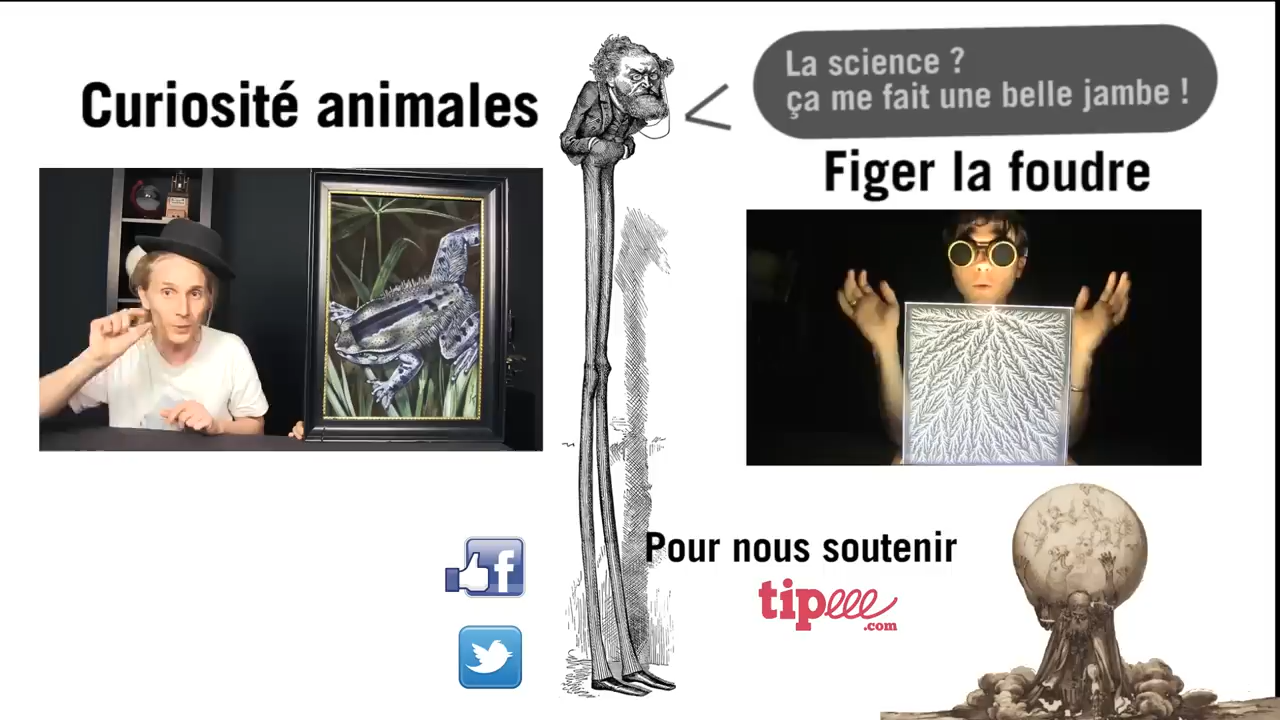 Curiosité animales
La science ?
ça me fait une belle jambe !
Figer la foudre
Pour nous soutenir
tipeee
.com
f